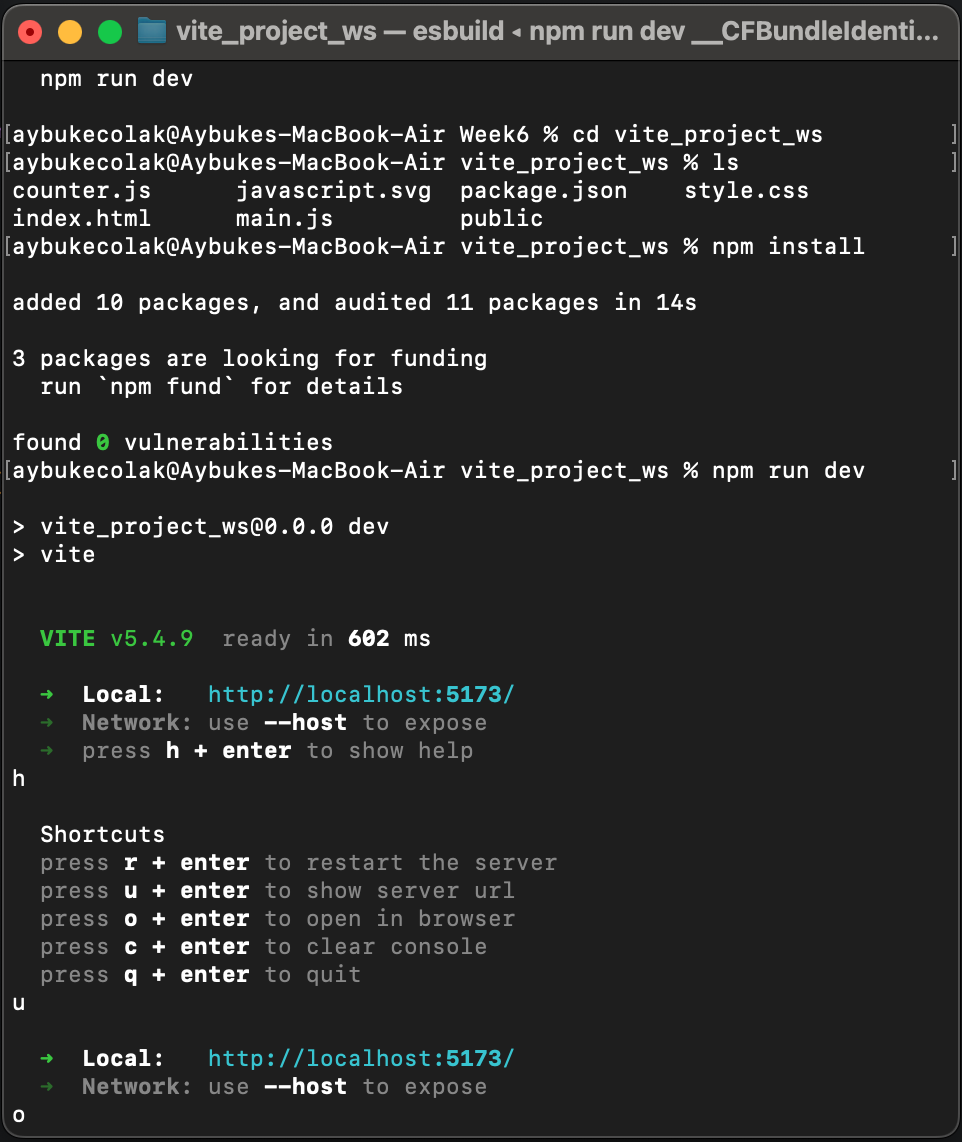 vite_project_ws — esbuild ◂ npm run dev __CFBundleIdenti...
  npm run dev

[aybukecolak@Aybukes-MacBook-Air Week6 % cd vite_project_ws ]
[aybukecolak@Aybukes-MacBook-Air vite_project_ws % ls ]
counter.js      javascript.svg  package.json    style.css
index.html      main.js         public
[aybukecolak@Aybukes-MacBook-Air vite_project_ws % npm install ]

added 10 packages, and audited 11 packages in 14s

3 packages are looking for funding
  run `npm fund` for details

found 0 vulnerabilities
[aybukecolak@Aybukes-MacBook-Air vite_project_ws % npm run dev ]

> vite_project_ws@0.0.0 dev
> vite


  VITE v5.4.9  ready in 602 ms

  ➜  Local:   http://localhost:5173/
  ➜  Network: use --host to expose
  ➜  press h + enter to show help
h

  Shortcuts
  press r + enter to restart the server
  press u + enter to show server url
  press o + enter to open in browser
  press c + enter to clear console
  press q + enter to quit
u

  ➜  Local:   http://localhost:5173/
  ➜  Network: use --host to expose
o